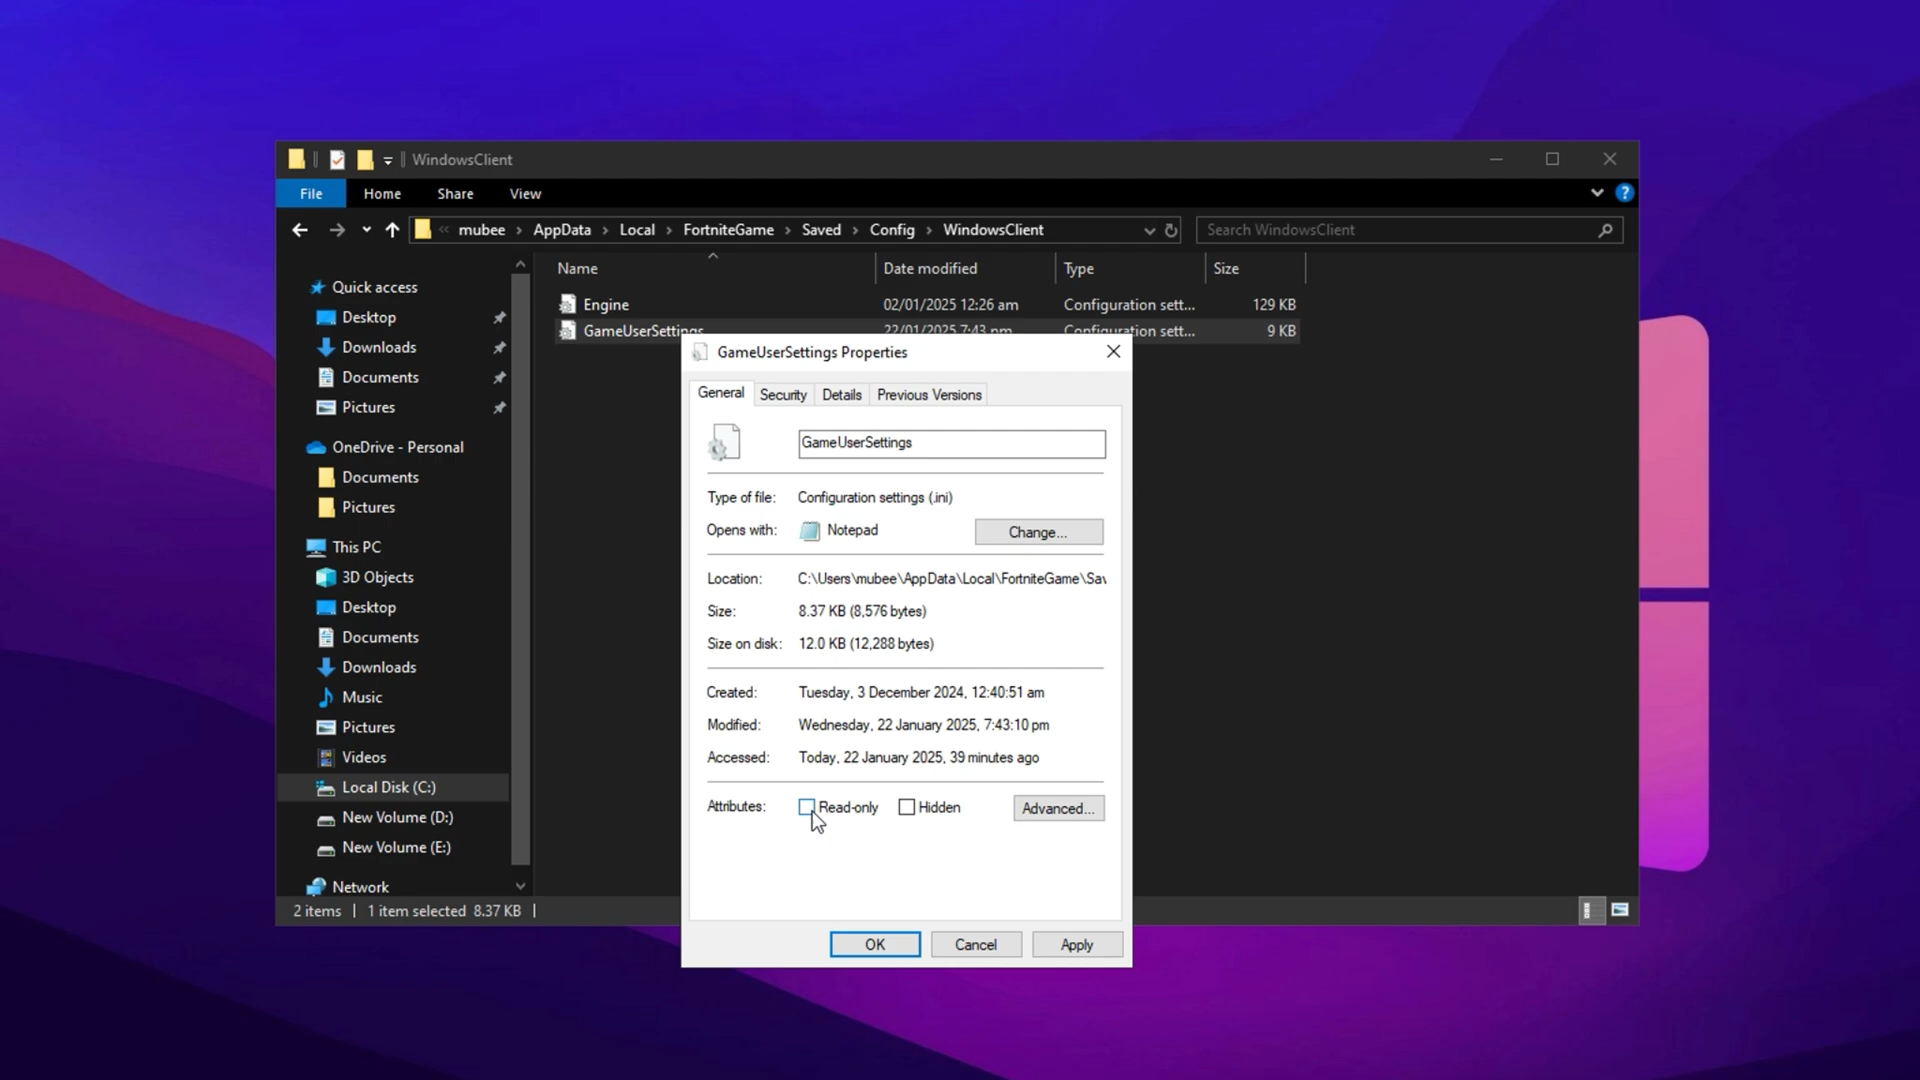 WindowsClient
File Home Share View
mubee AppData Local FortniteGame Saved Config WindowsClient Search WindowsClient
Name Date modified Type Size
Engine 02/01/2025 12:26 am Configuration sett... 129 KB
GameUserSettings 22/01/2025 7:43 pm Configuration sett... 9 KB
Quick access
Desktop
Downloads
Documents
Pictures
OneDrive - Personal
Documents
Pictures
This PC
3D Objects
Desktop
Documents
Downloads
Music
Pictures
Videos
Local Disk (C:)
New Volume (D:)
New Volume (E:)
Network
2 items 1 item selected 8.37 KB
GameUserSettings Properties
General Security Details Previous Versions
GameUserSettings
Type of file: Configuration settings (.ini)
Opens with: Notepad Change...
Location: C:\Users\mubee\AppData\Local\FortniteGame\Sav
Size: 8.37 KB (8,576 bytes)
Size on disk: 12.0 KB (12,288 bytes)
Created: Tuesday, 3 December 2024, 12:40:51 am
Modified: Wednesday, 22 January 2025, 7:43:10 pm
Accessed: Today, 22 January 2025, 39 minutes ago
Attributes: Read-only Hidden Advanced...
OK Cancel Apply